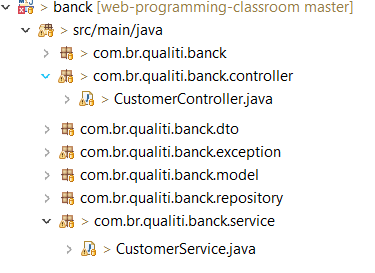 banck [web-programming-classroom master]
src/main/java
com.br.qualiti.banck
com.br.qualiti.banck.controller
CustomerController.java
com.br.qualiti.banck.dto
com.br.qualiti.banck.exception
com.br.qualiti.banck.model
com.br.qualiti.banck.repository
com.br.qualiti.banck.service
CustomerService.java